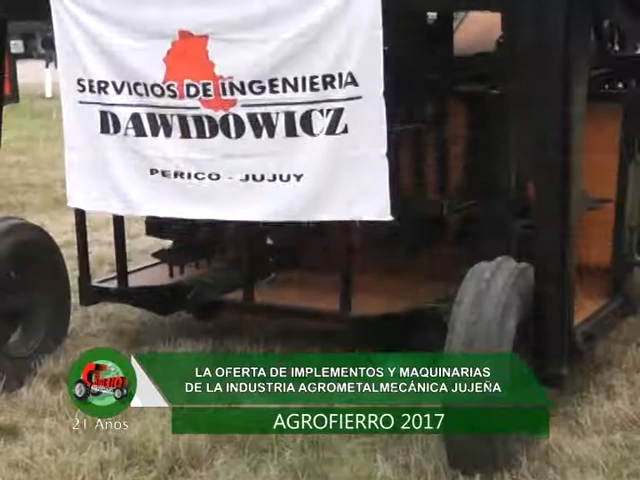 SERVICIOS DE INGENIERIA
DAWIDOWICZ
PERICO - JUJUY
LA OFERTA DE IMPLEMENTOS Y MAQUINARIAS
DE LA INDUSTRIA AGROMETALMECÁNICA JUJEÑA
AGROFIERRO 2017
21 Años